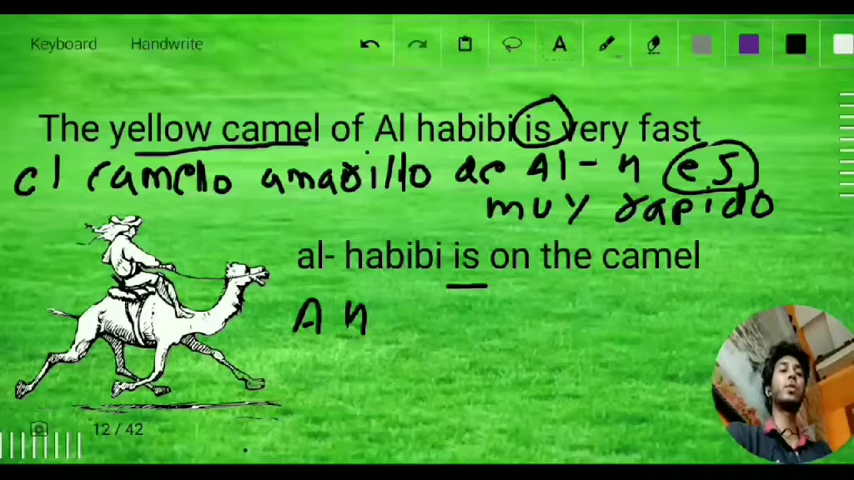 Keyboard Handwrite A
The yellow camel of Al habibi is very fast
el camello amarillo de Al-H es
muy rapido
al- habibi is on the camel
A H
12 / 42